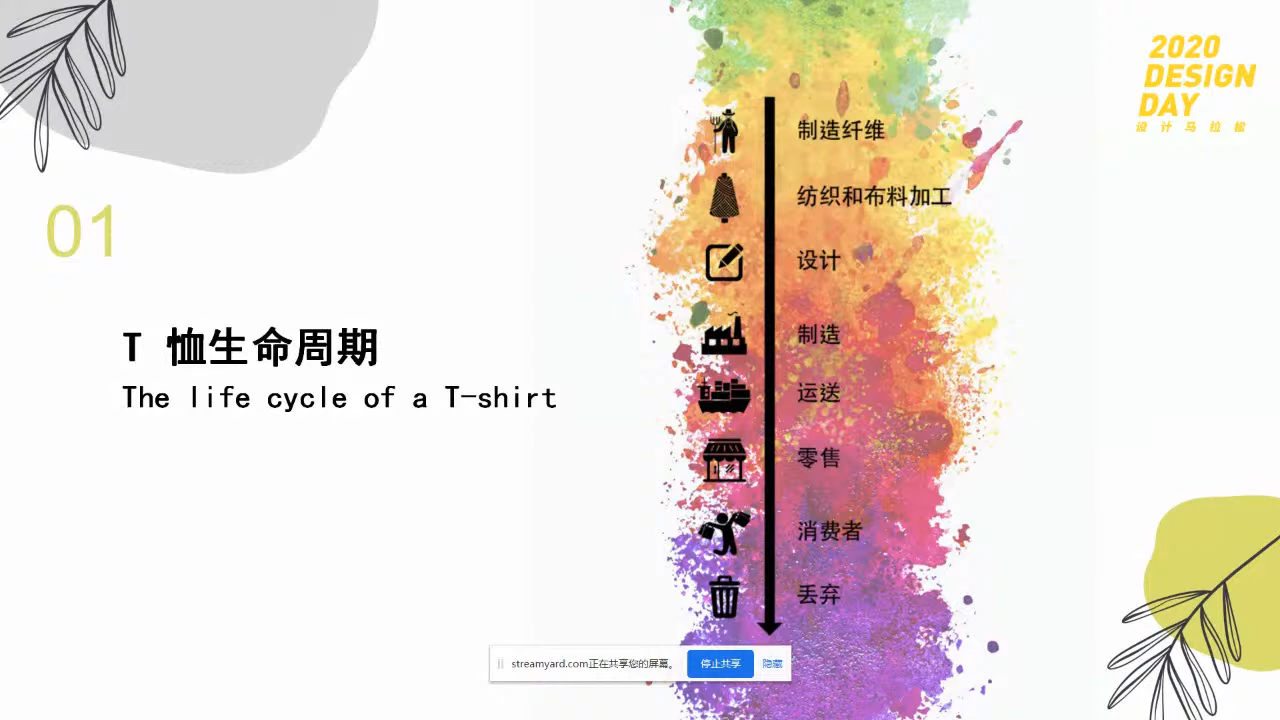 2020
DESIGN
DAY
设计马拉松
01
T 恤生命周期
The life cycle of a T-shirt
制造纤维
纺织和布料加工
设计
制造
运送
零售
消费者
丢弃
streamyard.com正在共享您的屏幕。
停止共享
隐藏